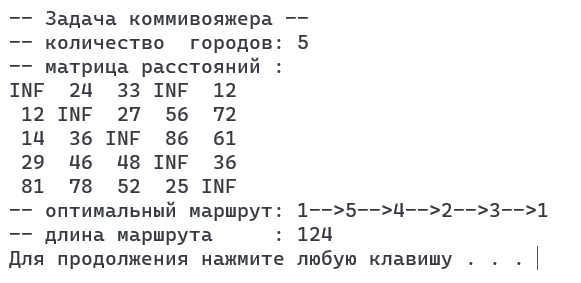 -- Задача коммивояжера --
-- количество  городов: 5
-- матрица расстояний :
INF  24  33 INF  12
 12 INF  27  56  72
 14  36 INF  86  61
 29  46  48 INF  36
 81  78  52  25 INF
-- оптимальный маршрут: 1-->5-->4-->2-->3-->1
-- длина маршрута     : 124
Для продолжения нажмите любую клавишу . . .